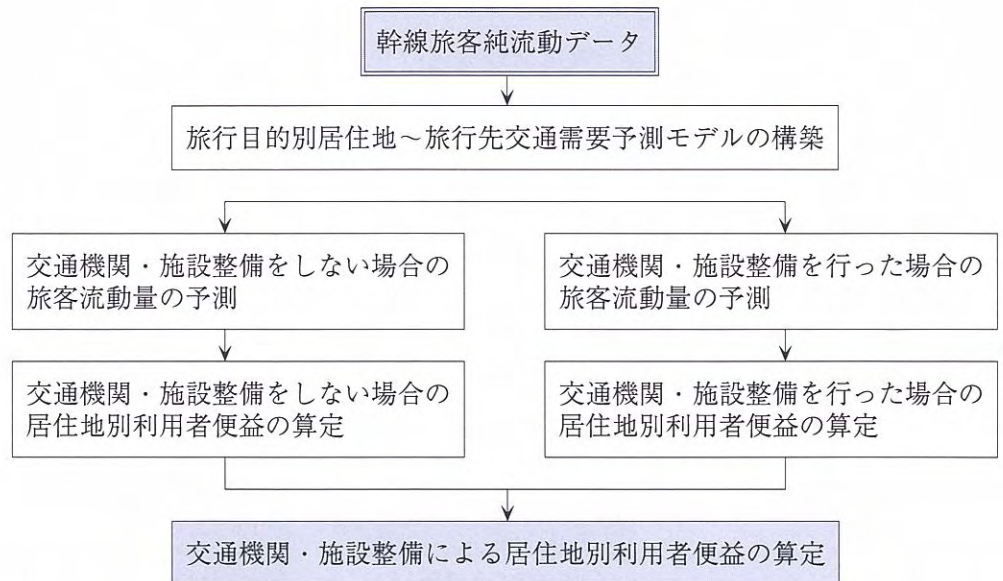 幹線旅客純流動データ
旅行目的別居住地～旅行先交通需要予測モデルの構築
交通機関・施設整備をしない場合の
旅客流動量の予測
交通機関・施設整備を行った場合の
旅客流動量の予測
交通機関・施設整備をしない場合の
居住地別利用者便益の算定
交通機関・施設整備を行った場合の
居住地別利用者便益の算定
交通機関・施設整備による居住地別利用者便益の算定